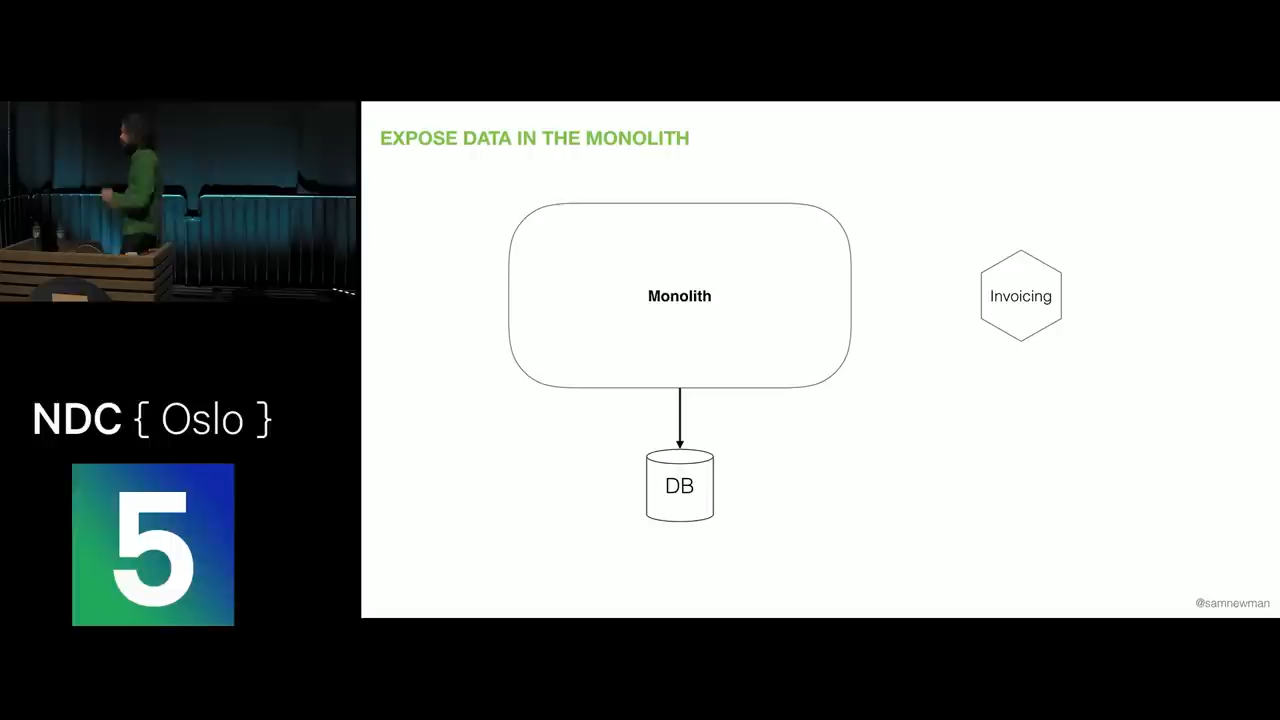 EXPOSE DATA IN THE MONOLITH
Monolith
Invoicing
DB
NDC { Oslo }
5
@samnewman